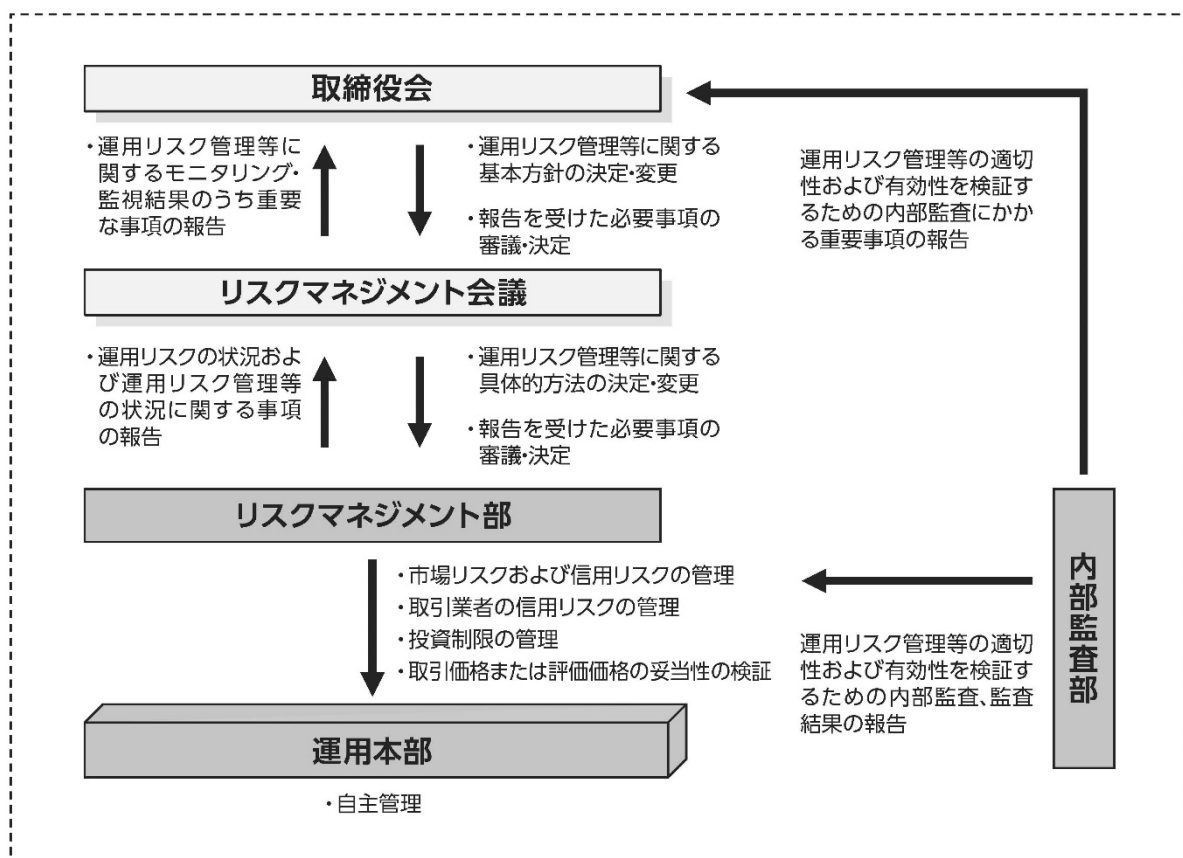 取締役会
・運用リスク管理等に
関するモニタリング・
監視結果のうち重要
な事項の報告
・運用リスク管理等に関する
基本方針の決定・変更
・報告を受けた必要事項の
審議・決定
運用リスク管理等の適切
性および有効性を検証す
るための内部監査にかか
る重要事項の報告
リスクマネジメント会議
・運用リスクの状況およ
び運用リスク管理等
の状況に関する事項
の報告
・運用リスク管理等に関する
具体的方法の決定・変更
・報告を受けた必要事項の
審議・決定
リスクマネジメント部
・市場リスクおよび信用リスクの管理
・取引業者の信用リスクの管理
・投資制限の管理
・取引価格または評価価格の妥当性の検証
内部監査部
運用リスク管理等の適切
性および有効性を検証す
るための内部監査、監査
結果の報告
運用本部
・自主管理